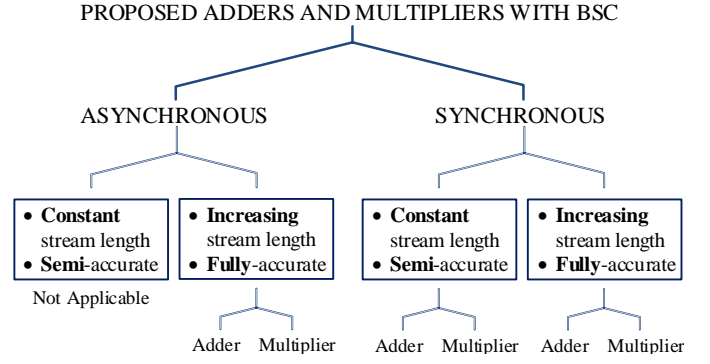 PROPOSED ADDERS AND MULTIPLIERS WITH BSC
ASYNCHRONOUS
SYNCHRONOUS
• Constant
stream length
• Semi-accurate
Not Applicable
• Increasing
stream length
• Fully-accurate
Adder Multiplier
• Constant
stream length
• Semi-accurate
Adder Multiplier
• Increasing
stream length
• Fully-accurate
Adder Multiplier